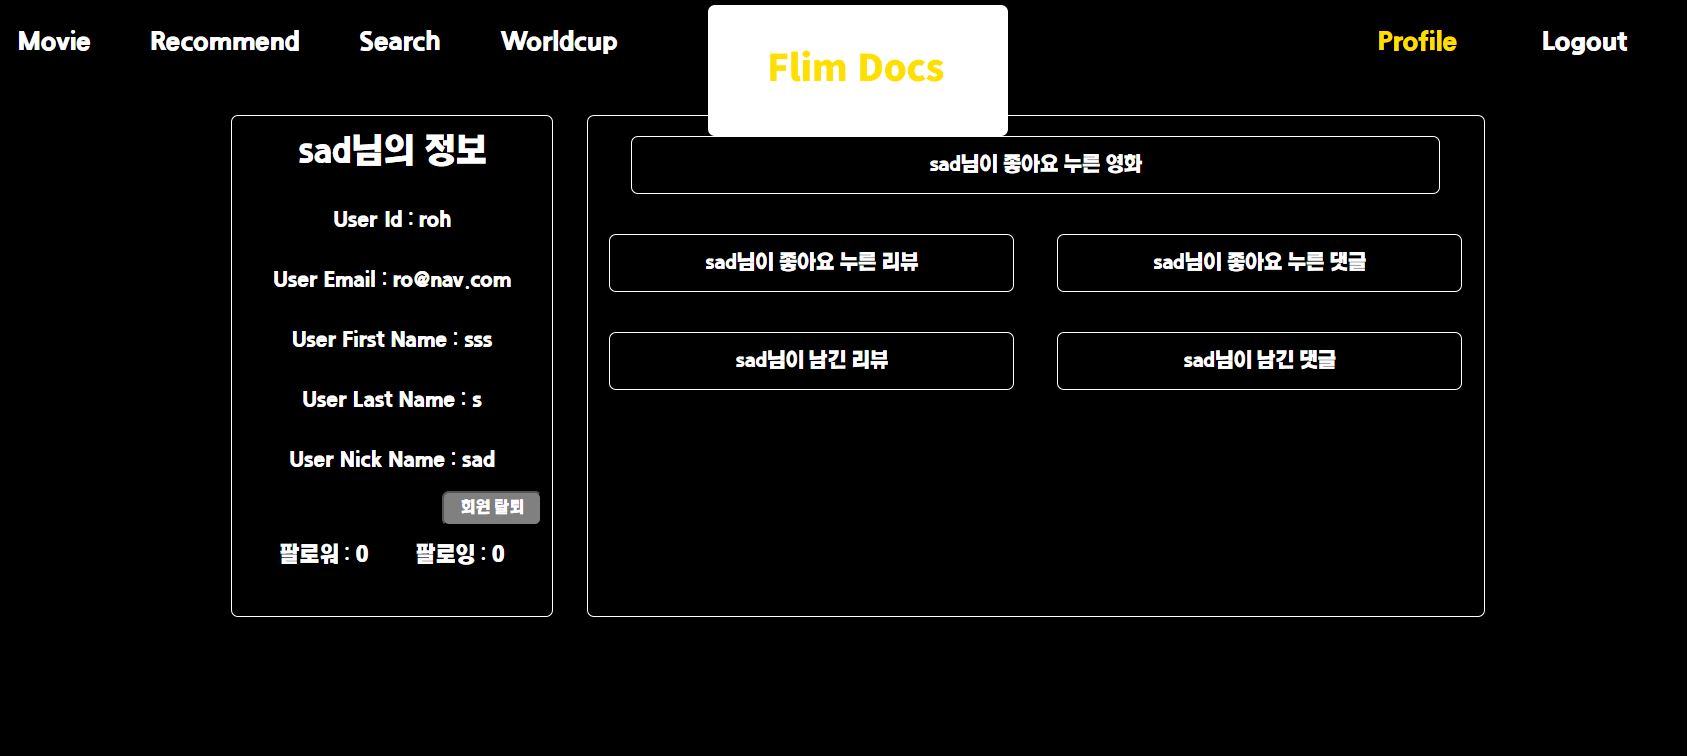 Movie
Recommend
Search
Worldcup
Flim Docs
Profile
Logout
sad님의 정보
User Id : roh
User Email : ro@nav.com
User First Name : sss
User Last Name : s
User Nick Name : sad
회원 탈퇴
팔로워 : 0
팔로잉 : 0
sad님이 좋아요 누른 영화
sad님이 좋아요 누른 리뷰
sad님이 좋아요 누른 댓글
sad님이 남긴 리뷰
sad님이 남긴 댓글